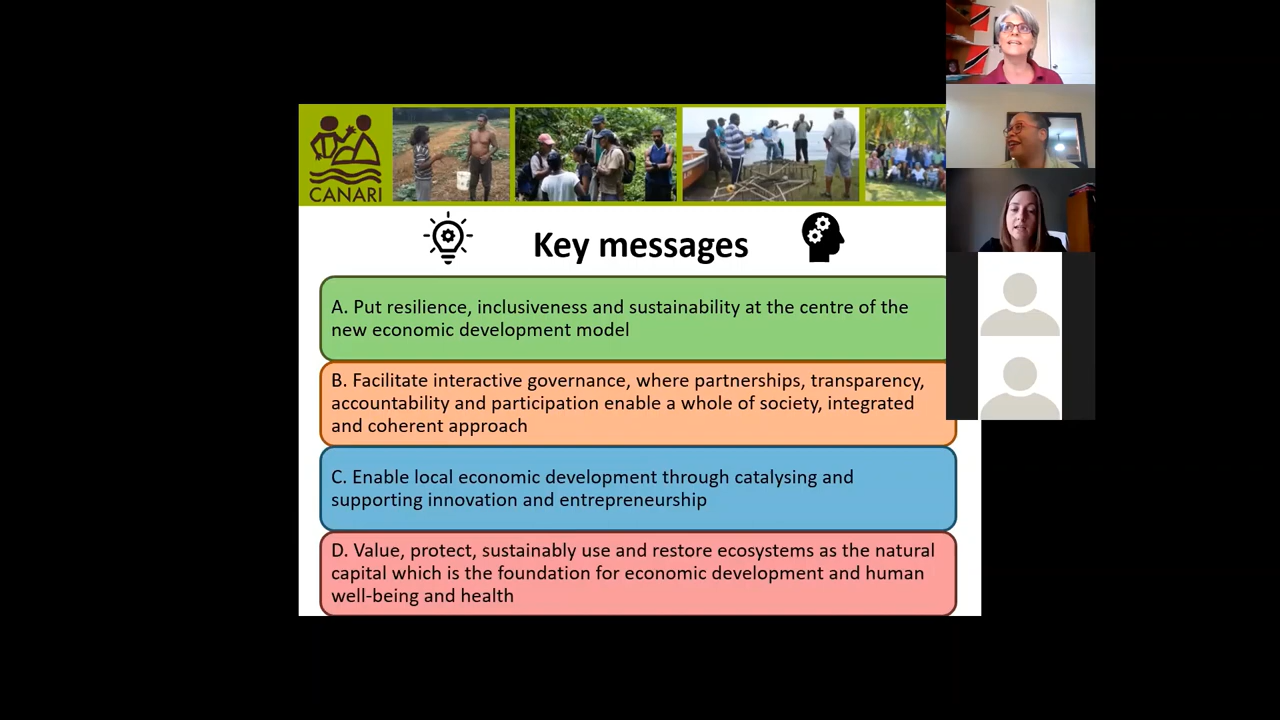 CANARI
Key messages
A. Put resilience, inclusiveness and sustainability at the centre of the
new economic development model
B. Facilitate interactive governance, where partnerships, transparency,
accountability and participation enable a whole of society, integrated
and coherent approach
C. Enable local economic development through catalysing and
supporting innovation and entrepreneurship
D. Value, protect, sustainably use and restore ecosystems as the natural
capital which is the foundation for economic development and human
well-being and health